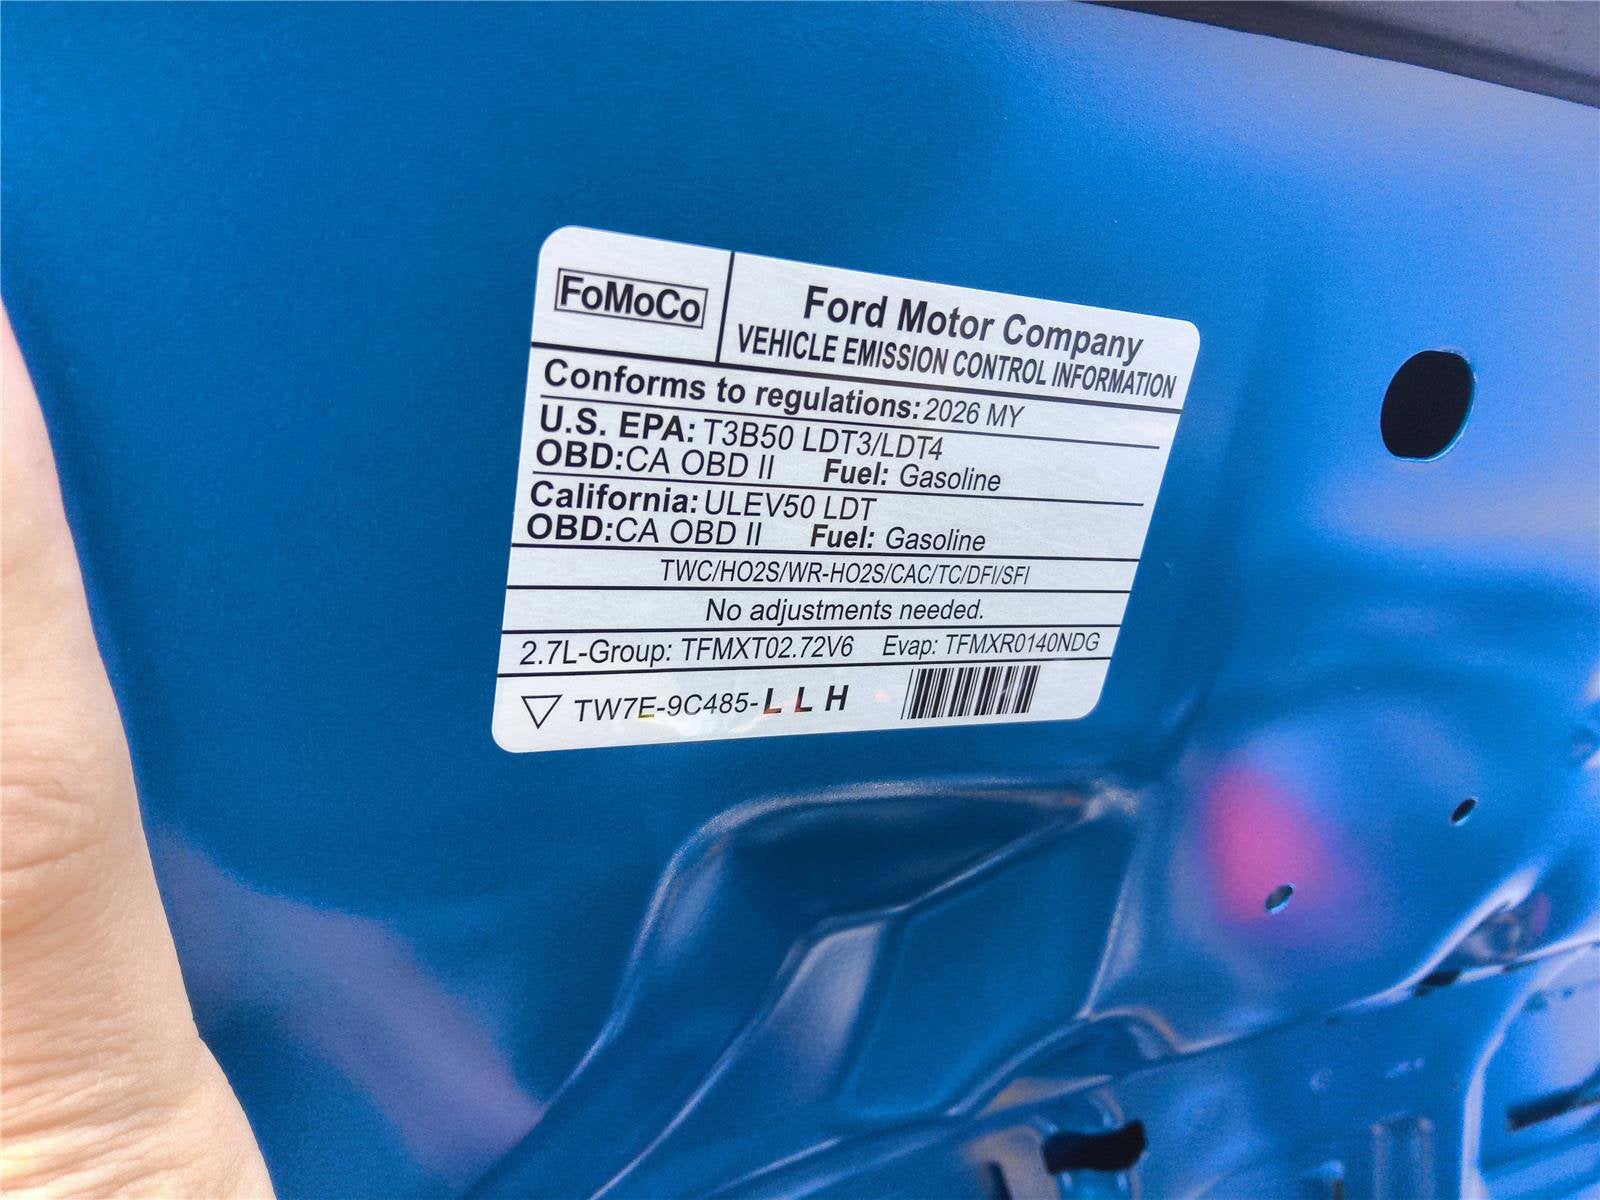 FoMoCo
Ford Motor Company
VEHICLE EMISSION CONTROL INFORMATION
Conforms to regulations: 2026 MY
U.S. EPA: T3B50 LDT3/LDT4
OBD:CA OBD II Fuel: Gasoline
California: ULEV50 LDT
OBD:CA OBD II Fuel: Gasoline
TWC/HO2S/WR-HO2S/CAC/TC/DFI/SFI
No adjustments needed.
2.7L-Group: TFMXT02.72V6 Evap: TFMXR0140NDG
TW7E-9C485-LLH